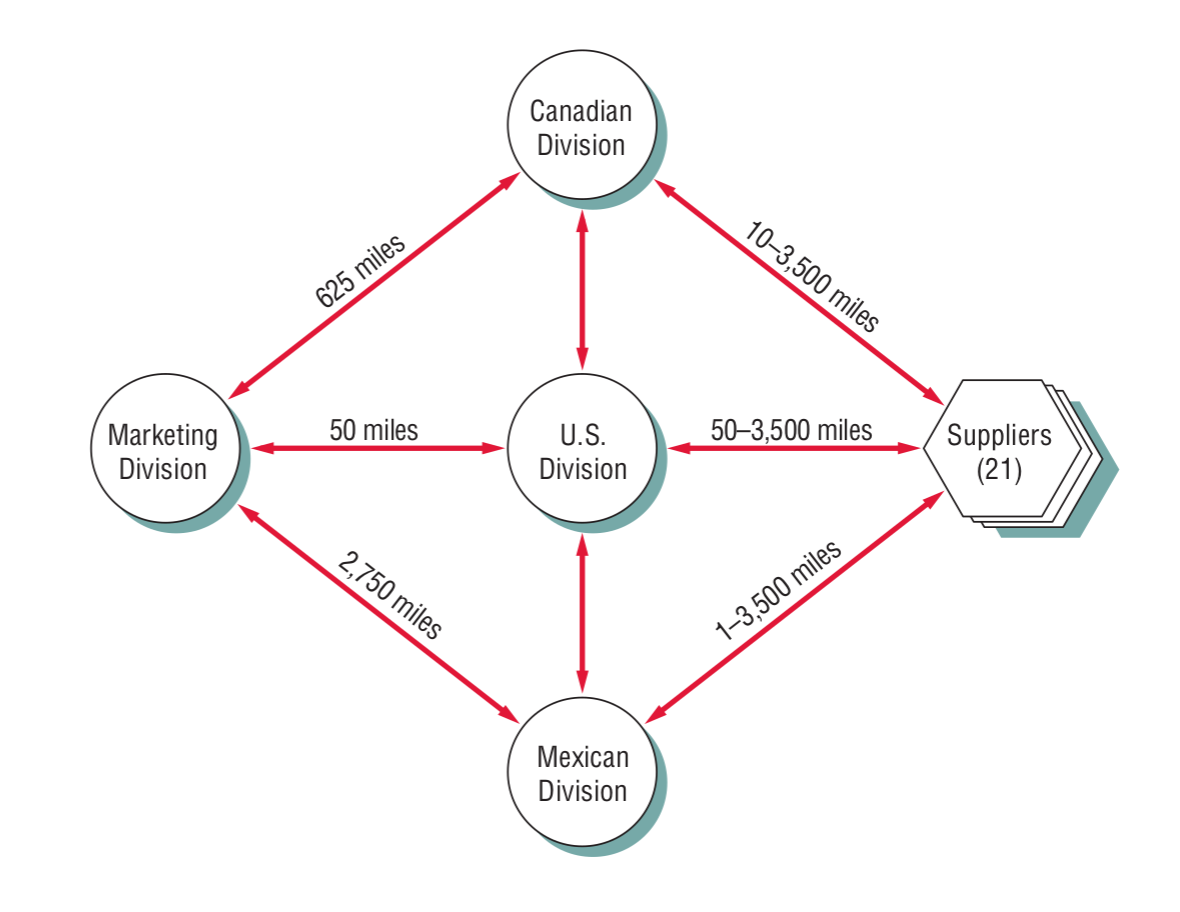 Canadian
Division
625 miles
10–3,500 miles
Marketing
Division
50 miles
U.S.
Division
50–3,500 miles
Suppliers
(21)
2,750 miles
1–3,500 miles
Mexican
Division